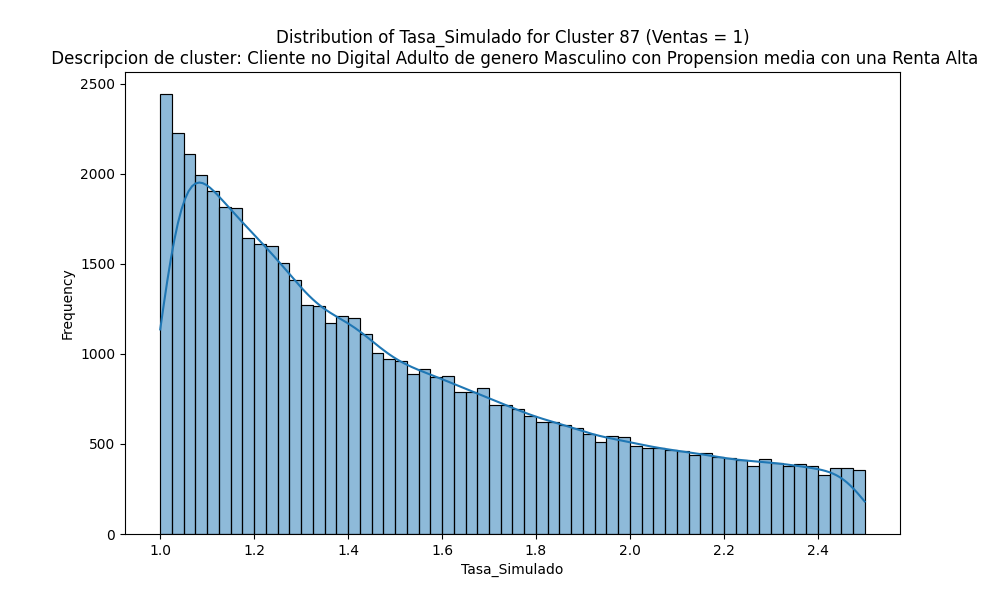 Distribution of Tasa_Simulado for Cluster 87 (Ventas = 1)
Descripcion de cluster: Cliente no Digital Adulto de genero Masculino con Propension media con una Renta Alta
2500
2000
1500
1000
500
0
Frequency
1.0 1.2 1.4 1.6 1.8 2.0 2.2 2.4
Tasa_Simulado